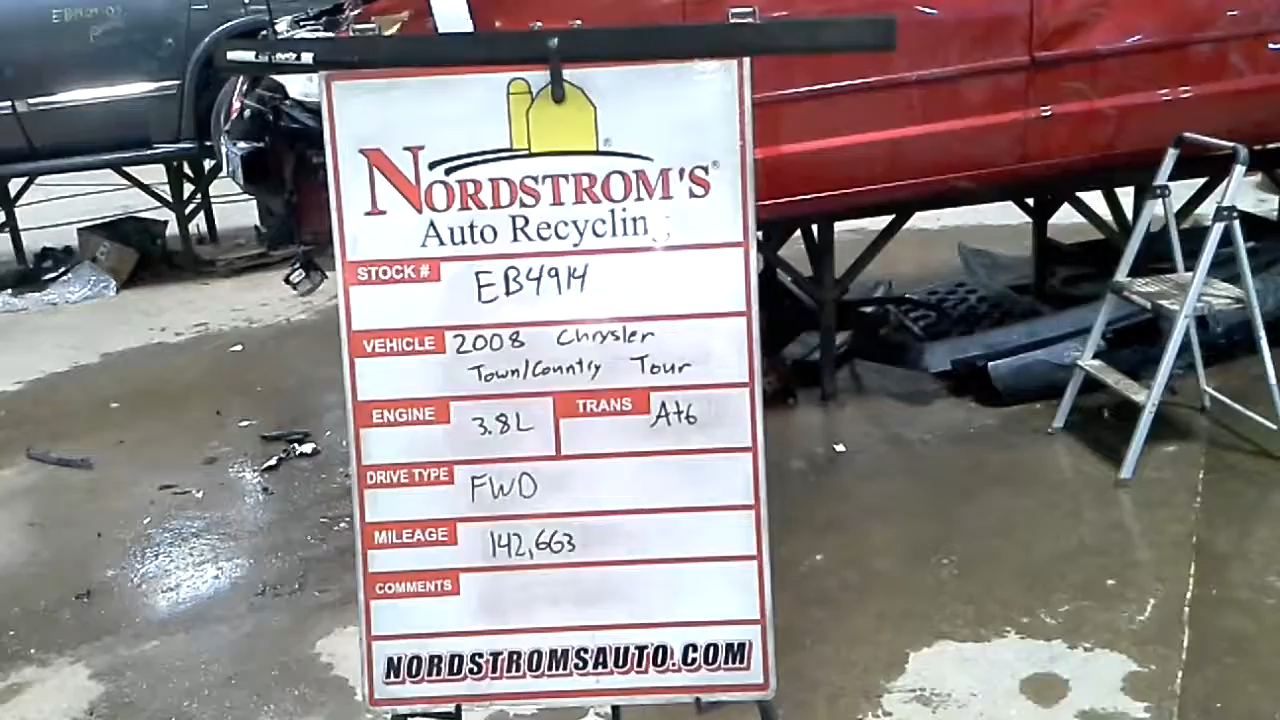 NORDSTROM'S®
Auto Recyclin
STOCK # EB4914
VEHICLE 2008 Chrysler
Town/Country Tour
ENGINE 3.8L TRANS At6
DRIVE TYPE FWD
MILEAGE 142,663
COMMENTS
NORDSTROMSAUTO.COM